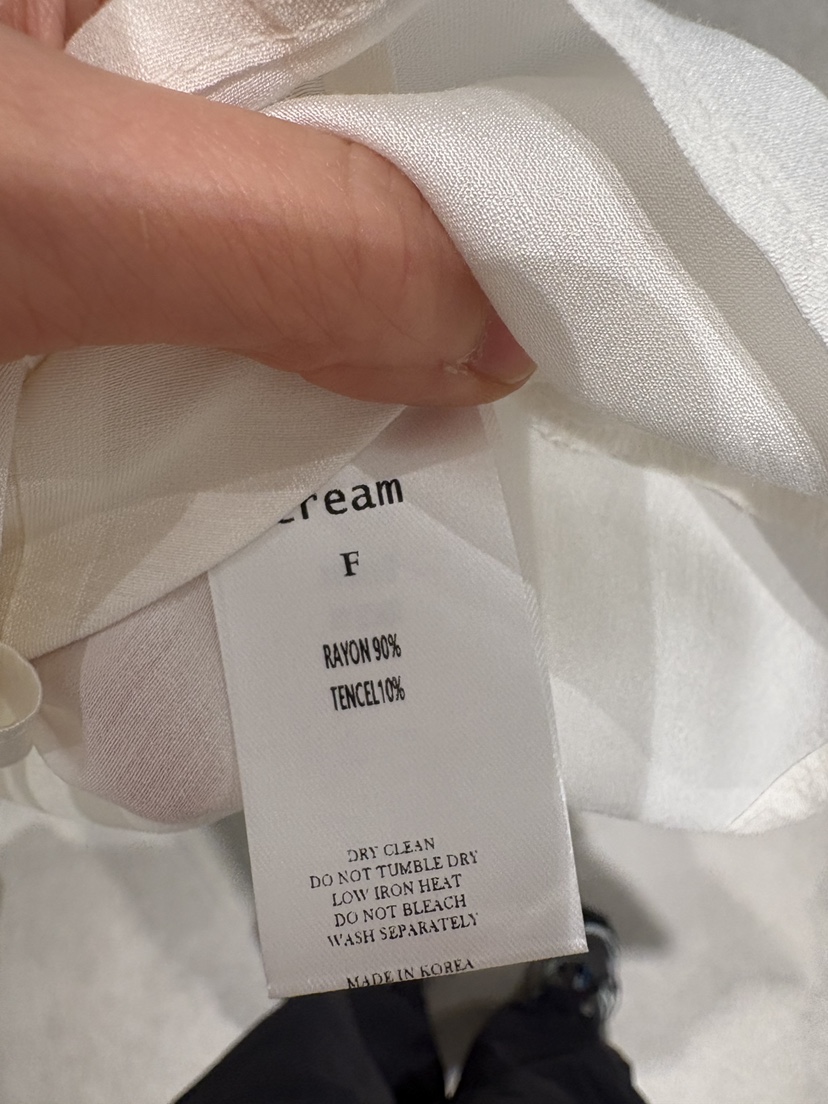 cream
F
RAYON 90%
TENCEL10%
DRY CLEAN
DO NOT TUMBLE DRY
LOW IRON HEAT
DO NOT BLEACH
WASH SEPARATELY
MADE IN KOREA